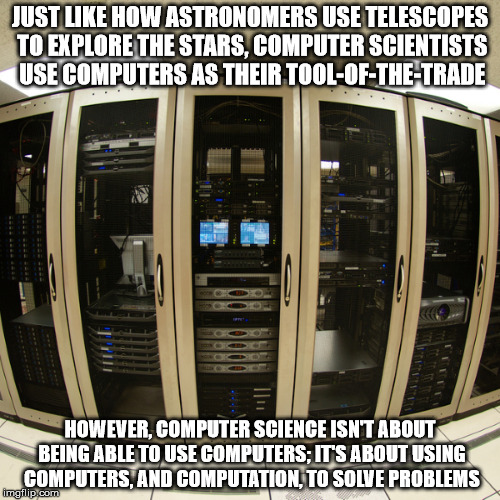 JUST LIKE HOW ASTRONOMERS USE TELESCOPES
TO EXPLORE THE STARS, COMPUTER SCIENTISTS
USE COMPUTERS AS THEIR TOOL-OF-THE-TRADE
HOWEVER, COMPUTER SCIENCE ISN'T ABOUT
BEING ABLE TO USE COMPUTERS; IT'S ABOUT USING
COMPUTERS, AND COMPUTATION, TO SOLVE PROBLEMS
imgflip.com